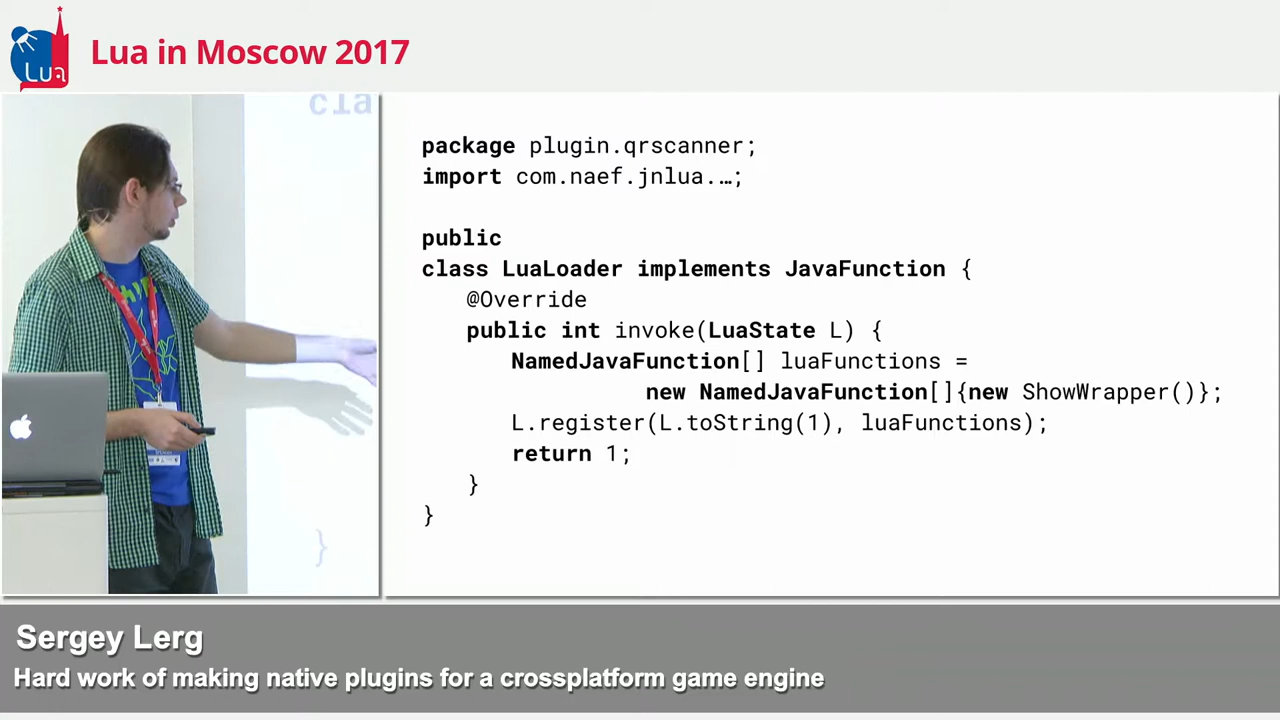 Lua
Lua in Moscow 2017
cla
package plugin.qrscanner;
import com.naef.jnlua.…;
public
class LuaLoader implements JavaFunction {
@Override
public int invoke(LuaState L) {
NamedJavaFunction[] luaFunctions =
new NamedJavaFunction[]{new ShowWrapper()};
L.register(L.toString(1), luaFunctions);
return 1;
}
}
}
Sergey Lerg
Hard work of making native plugins for a crossplatform game engine